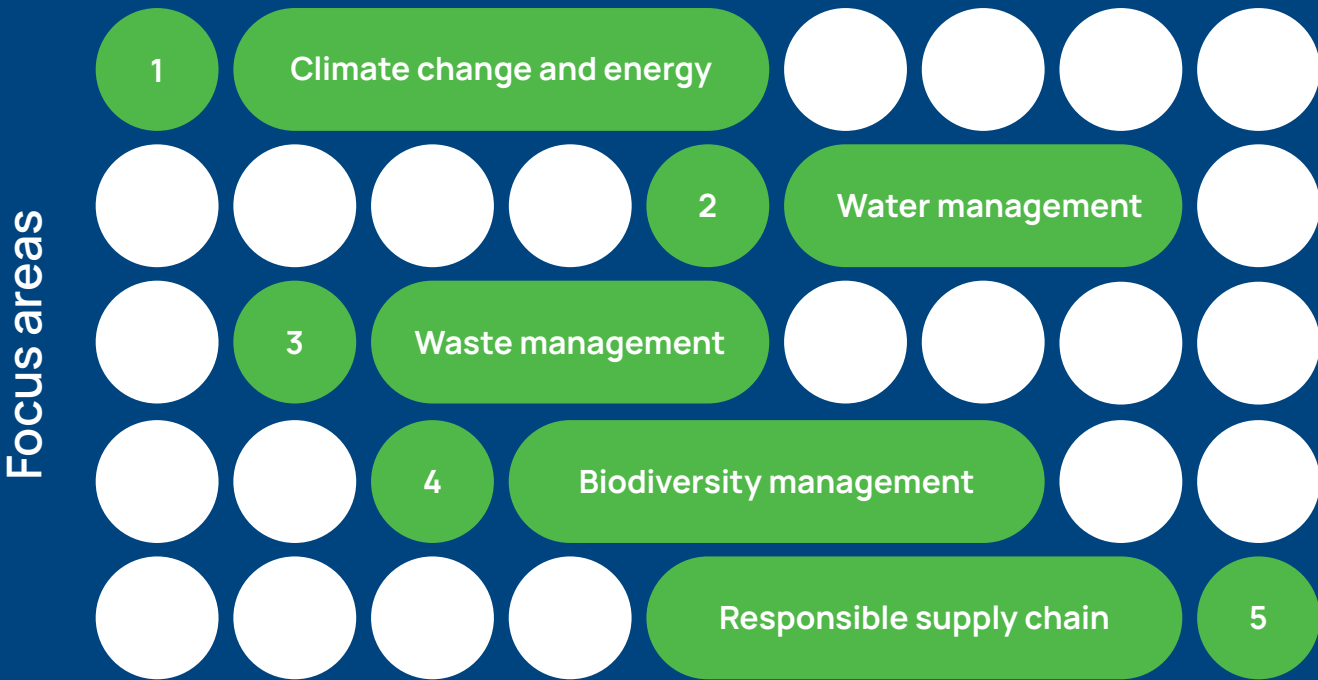 Focus areas
1
Climate change and energy
2
Water management
3
Waste management
4
Biodiversity management
Responsible supply chain
5